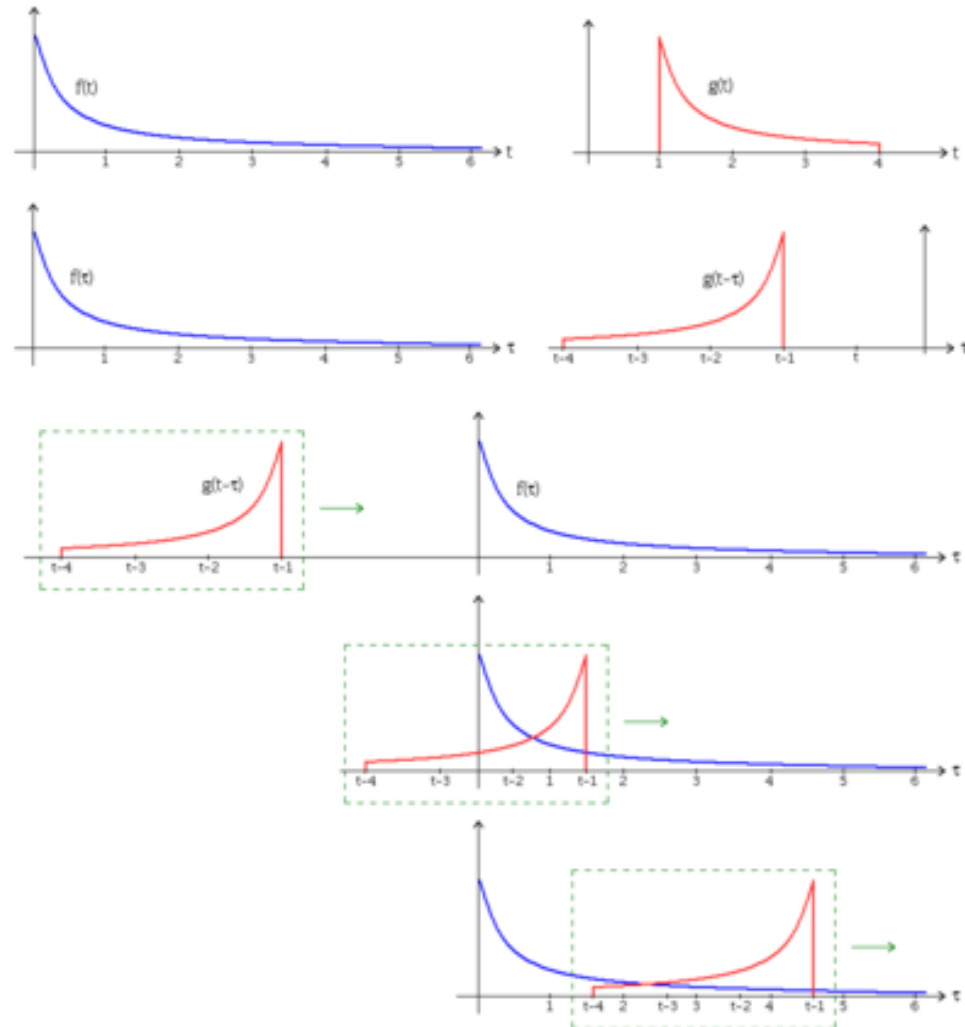 f(t)
g(t)
1 2 3 4 5 6 t
1 2 3 4 t
f(τ)
g(t-τ)
1 2 3 4 5 6 τ
t-4 t-3 t-2 t-1 t τ
g(t-τ)
f(τ)
t-4 t-3 t-2 t-1
1 2 3 4 5 6 τ
t-4 t-3 t-2 1 t-1 2 3 4 5 6 τ
1 t-4 2 t-3 3 t-2 4 t-1 5 6 τ